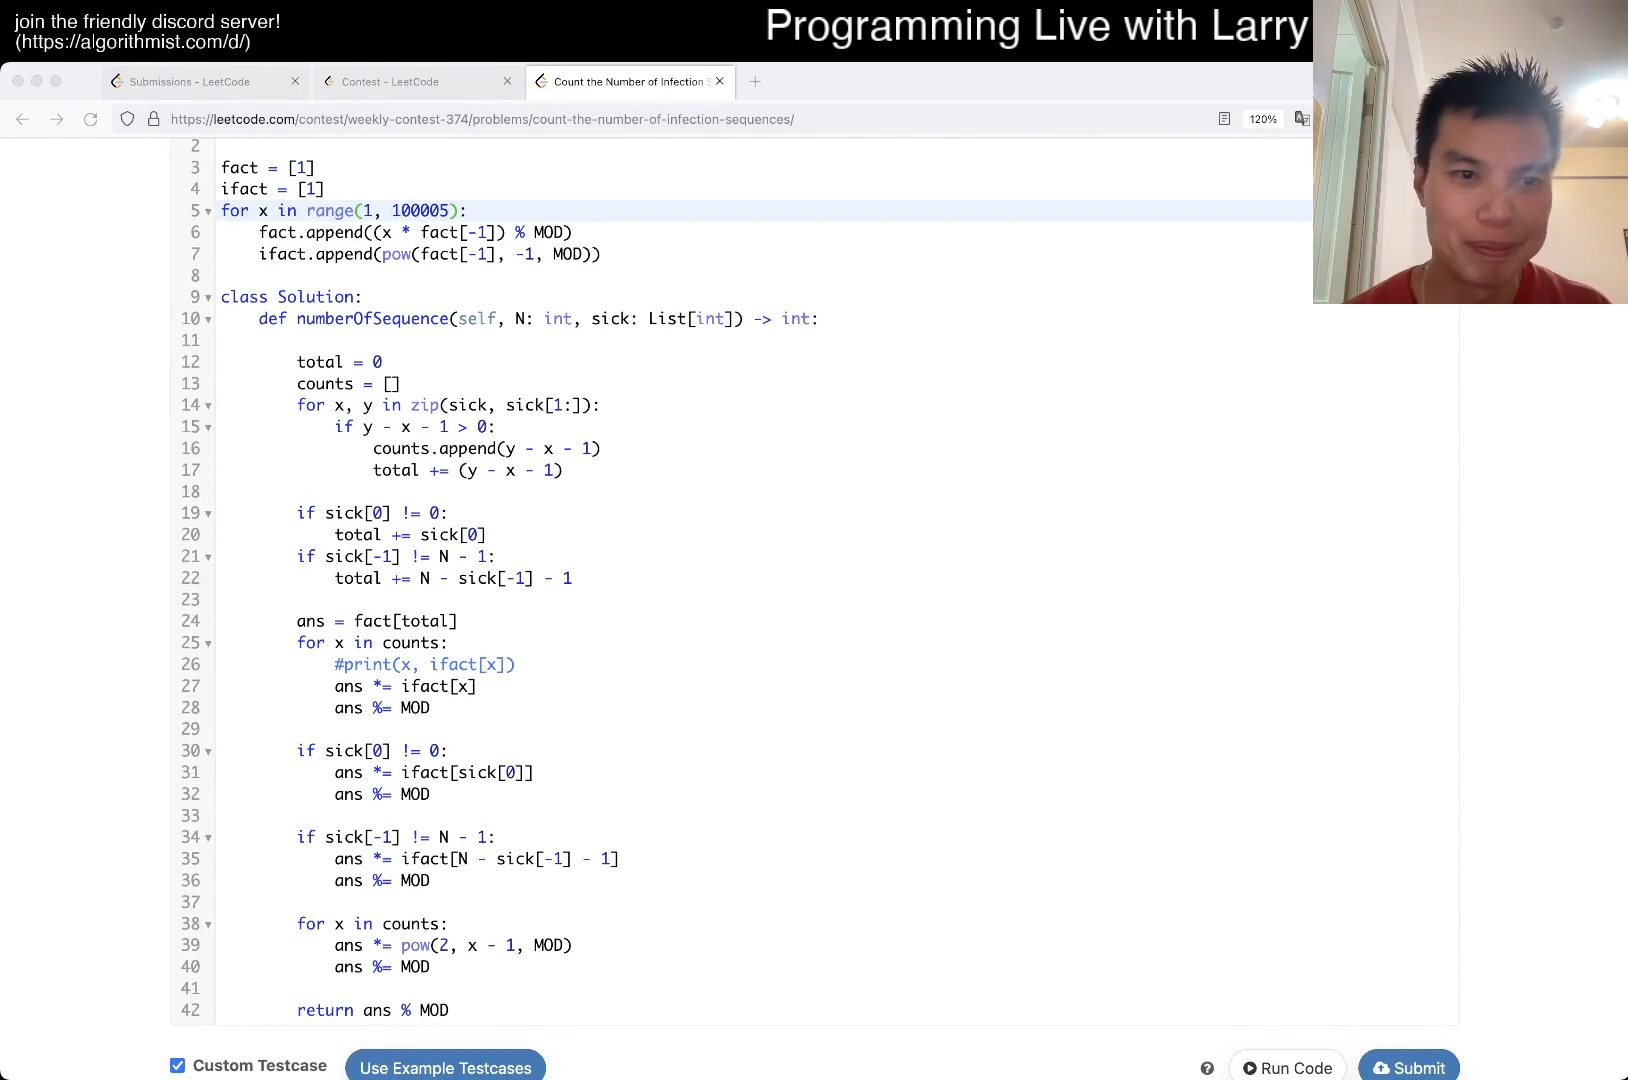 join the friendly discord server!
(https://algorithmist.com/d/)
Programming Live with Larry
Submissions - LeetCode
Contest - LeetCode
Count the Number of Infection S
https://leetcode.com/contest/weekly-contest-374/problems/count-the-number-of-infection-sequences/
120%
2
3 fact = [1]
4 ifact = [1]
5 for x in range(1, 100005):
6 fact.append((x * fact[-1]) % MOD)
7 ifact.append(pow(fact[-1], -1, MOD))
8
9 class Solution:
10 def numberOfSequence(self, N: int, sick: List[int]) -> int:
11
12 total = 0
13 counts = []
14 for x, y in zip(sick, sick[1:]):
15 if y - x - 1 > 0:
16 counts.append(y - x - 1)
17 total += (y - x - 1)
18
19 if sick[0] != 0:
20 total += sick[0]
21 if sick[-1] != N - 1:
22 total += N - sick[-1] - 1
23
24 ans = fact[total]
25 for x in counts:
26 #print(x, ifact[x])
27 ans *= ifact[x]
28 ans %= MOD
29
30 if sick[0] != 0:
31 ans *= ifact[sick[0]]
32 ans %= MOD
33
34 if sick[-1] != N - 1:
35 ans *= ifact[N - sick[-1] - 1]
36 ans %= MOD
37
38 for x in counts:
39 ans *= pow(2, x - 1, MOD)
40 ans %= MOD
41
42 return ans % MOD
Custom Testcase
Use Example Testcases
Run Code
Submit